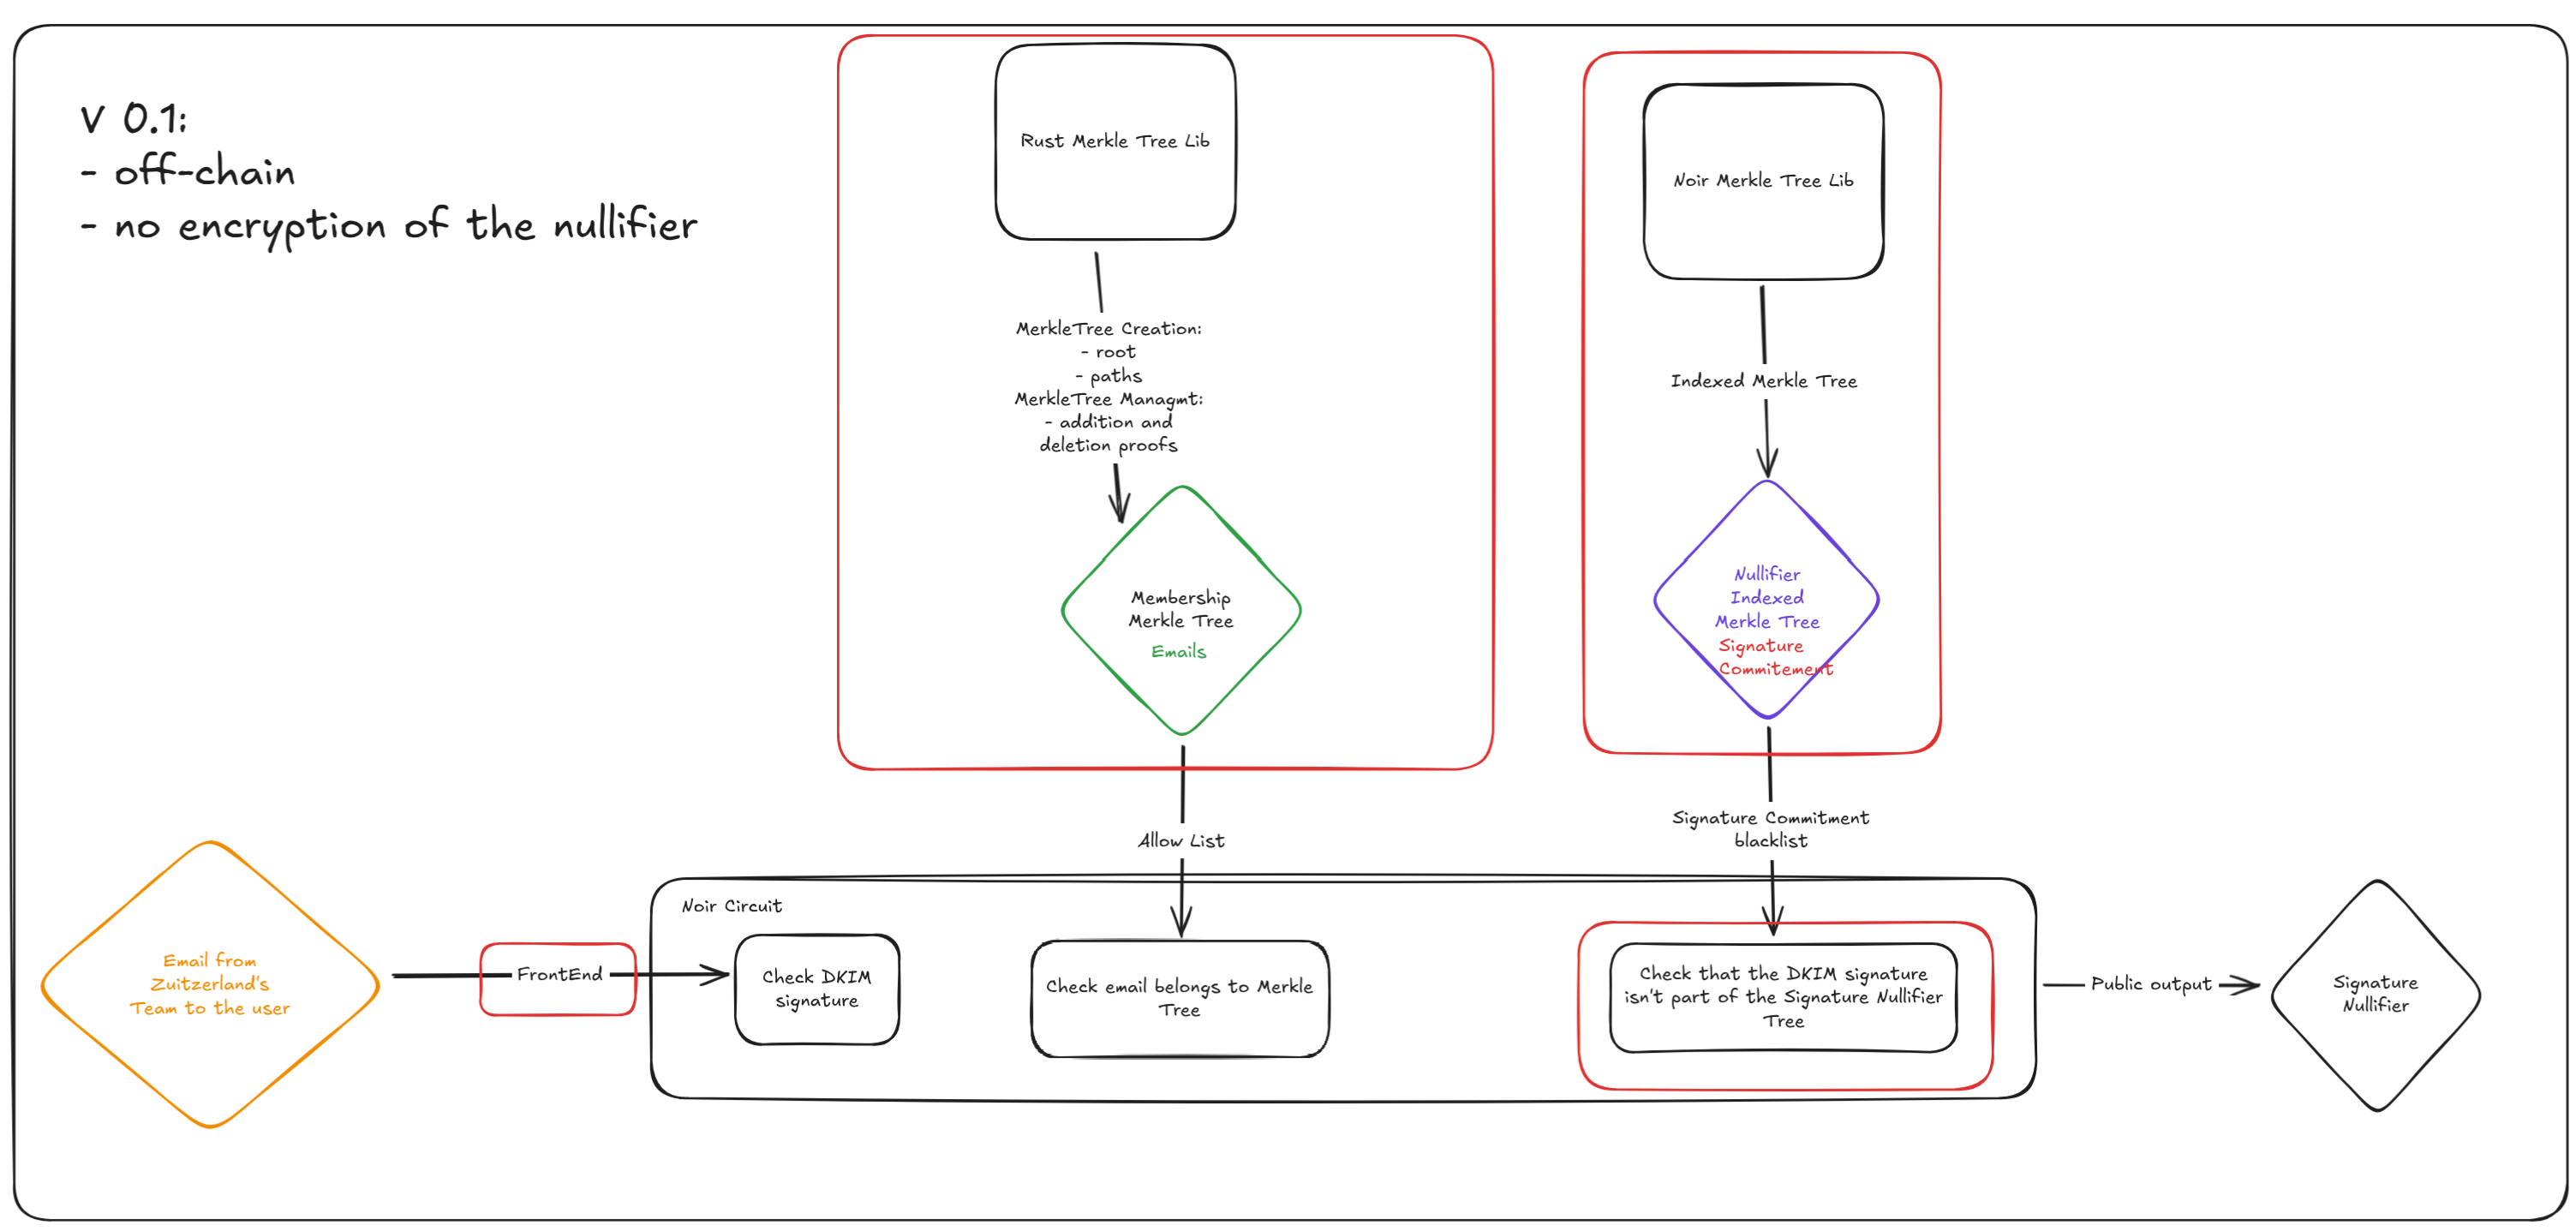 V 0.1:
- off-chain
- no encryption of the nullifier
Rust Merkle Tree Lib
MerkleTree Creation:
- root
- paths
MerkleTree Managmt:
- addition and
deletion proofs
Membership
Merkle Tree
Emails
Allow List
Noir Merkle Tree Lib
Indexed Merkle Tree
Nullifier
Indexed
Merkle Tree
Signature
Commitement
Signature Commitment
blacklist
Email from
Zuitzerland's
Team to the user
FrontEnd
Noir Circuit
Check DKIM
signature
Check email belongs to Merkle
Tree
Check that the DKIM signature
isn't part of the Signature Nullifier
Tree
Public output
Signature
Nullifier